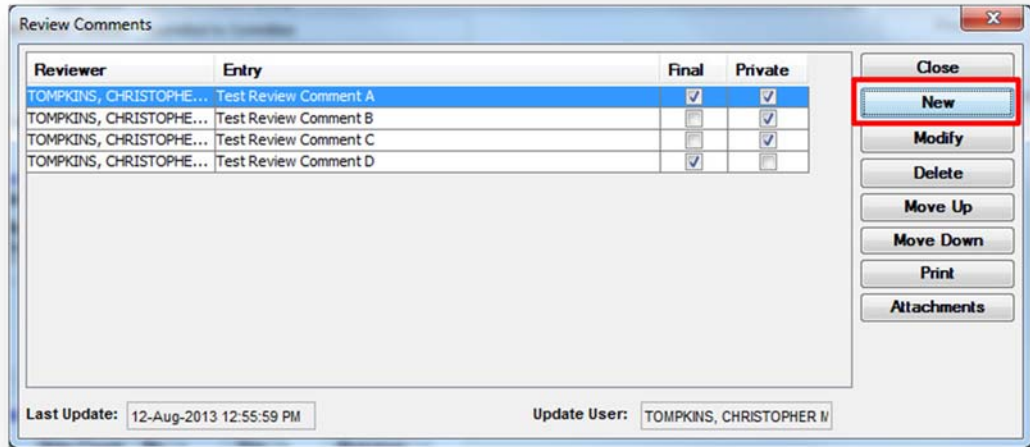 Review Comments
Reviewer Entry Final Private
TOMPKINS, CHRISTOPHE... Test Review Comment A
TOMPKINS, CHRISTOPHE... Test Review Comment B
TOMPKINS, CHRISTOPHE... Test Review Comment C
TOMPKINS, CHRISTOPHE... Test Review Comment D
Close
New
Modify
Delete
Move Up
Move Down
Print
Attachments
Last Update: 12-Aug-2013 12:55:59 PM Update User: TOMPKINS, CHRISTOPHER M